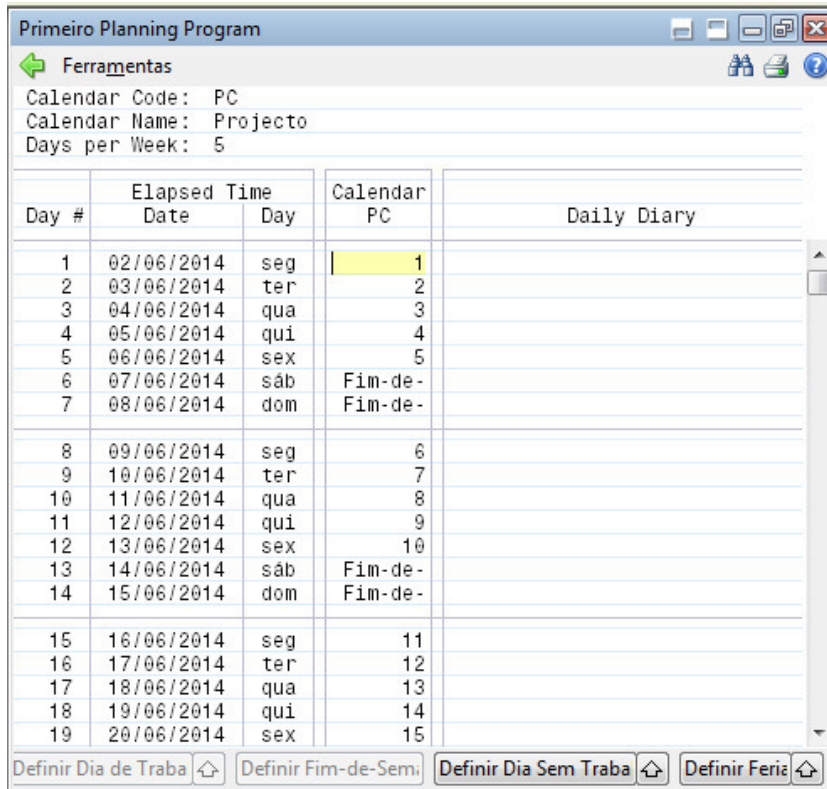 Primeiro Planning Program
Ferramentas
Calendar Code: PC
Calendar Name: Projecto
Days per Week: 5
Elapsed Time Calendar
Day # Date Day PC Daily Diary
1 02/06/2014 seg 1
2 03/06/2014 ter 2
3 04/06/2014 qua 3
4 05/06/2014 qui 4
5 06/06/2014 sex 5
6 07/06/2014 sáb Fim-de-
7 08/06/2014 dom Fim-de-
8 09/06/2014 seg 6
9 10/06/2014 ter 7
10 11/06/2014 qua 8
11 12/06/2014 qui 9
12 13/06/2014 sex 10
13 14/06/2014 sáb Fim-de-
14 15/06/2014 dom Fim-de-
15 16/06/2014 seg 11
16 17/06/2014 ter 12
17 18/06/2014 qua 13
18 19/06/2014 qui 14
19 20/06/2014 sex 15
Definir Dia de Traba Definir Fim-de-Sema Definir Dia Sem Traba Definir Feria